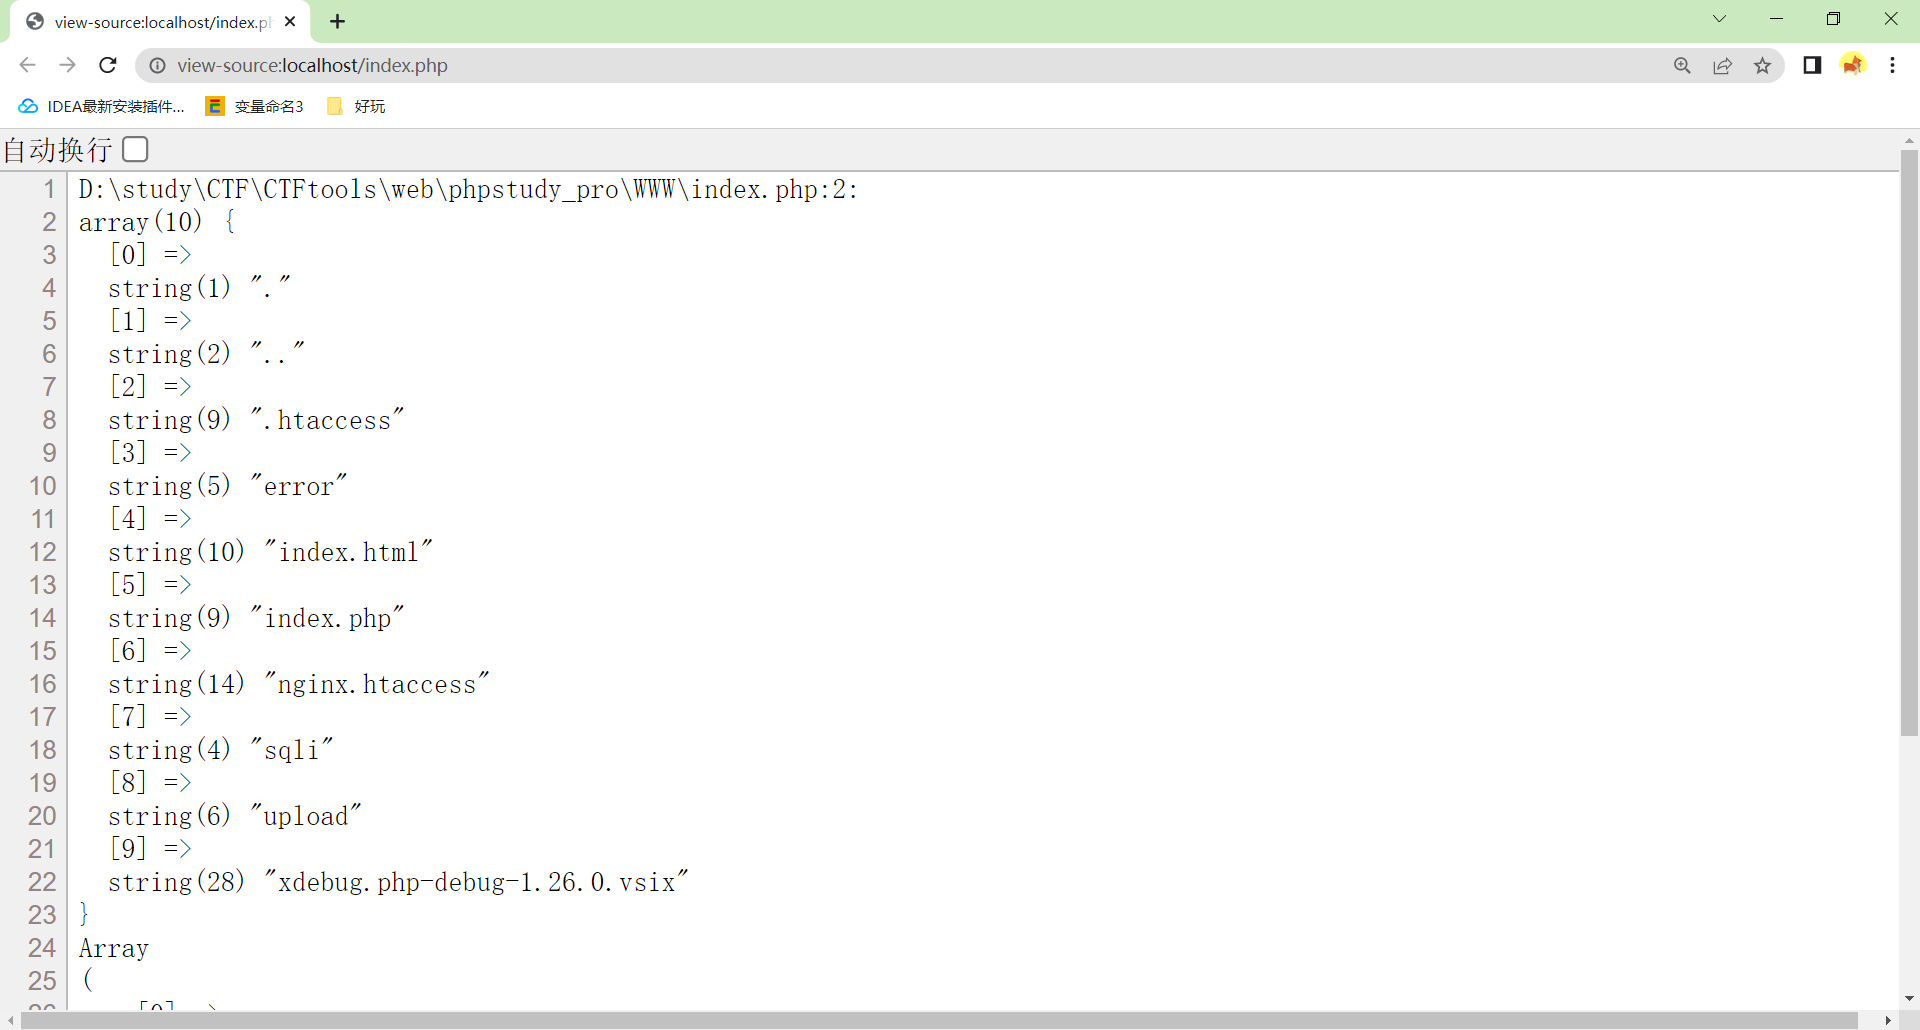 view-source:localhost/index.ph
view-source:localhost/index.php
IDEA最新安装插件... 变量命名3 好玩
自动换行
1 D:\study\CTF\CTFtools\web\phpstudy_pro\WWW\index.php:2:
2 array(10) {
3 [0] =>
4 string(1) "."
5 [1] =>
6 string(2) ".."
7 [2] =>
8 string(9) ".htaccess"
9 [3] =>
10 string(5) "error"
11 [4] =>
12 string(10) "index.html"
13 [5] =>
14 string(9) "index.php"
15 [6] =>
16 string(14) "nginx.htaccess"
17 [7] =>
18 string(4) "sqli"
19 [8] =>
20 string(6) "upload"
21 [9] =>
22 string(28) "xdebug.php-debug-1.26.0.vsix"
23 }
24 Array
25 (